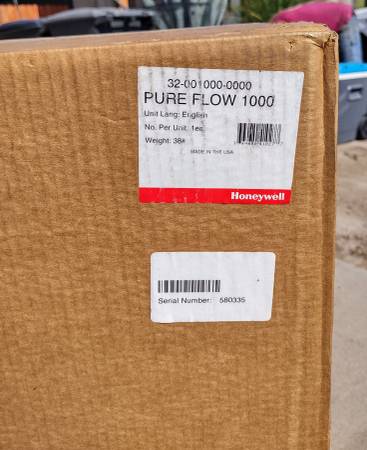 32-001000-0000
PURE FLOW 1000
Unit Lang: English
No. Per Unit: 1ea.
Weight: 38#
MADE IN THE USA
Honeywell
Serial Number: 580335